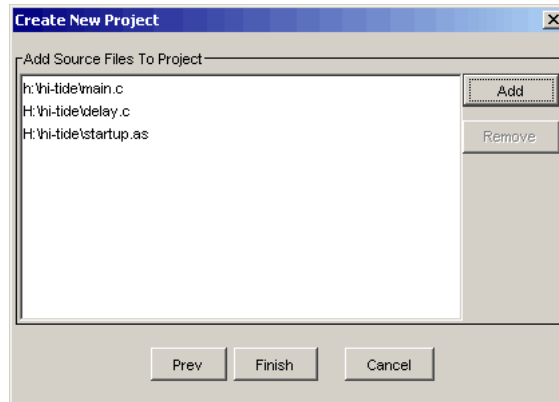 Create New Project
Add Source Files To Project
h:\hi-tide\main.c
H:\hi-tide\delay.c
H:\hi-tide\startup.as
Add
Remove
Prev
Finish
Cancel